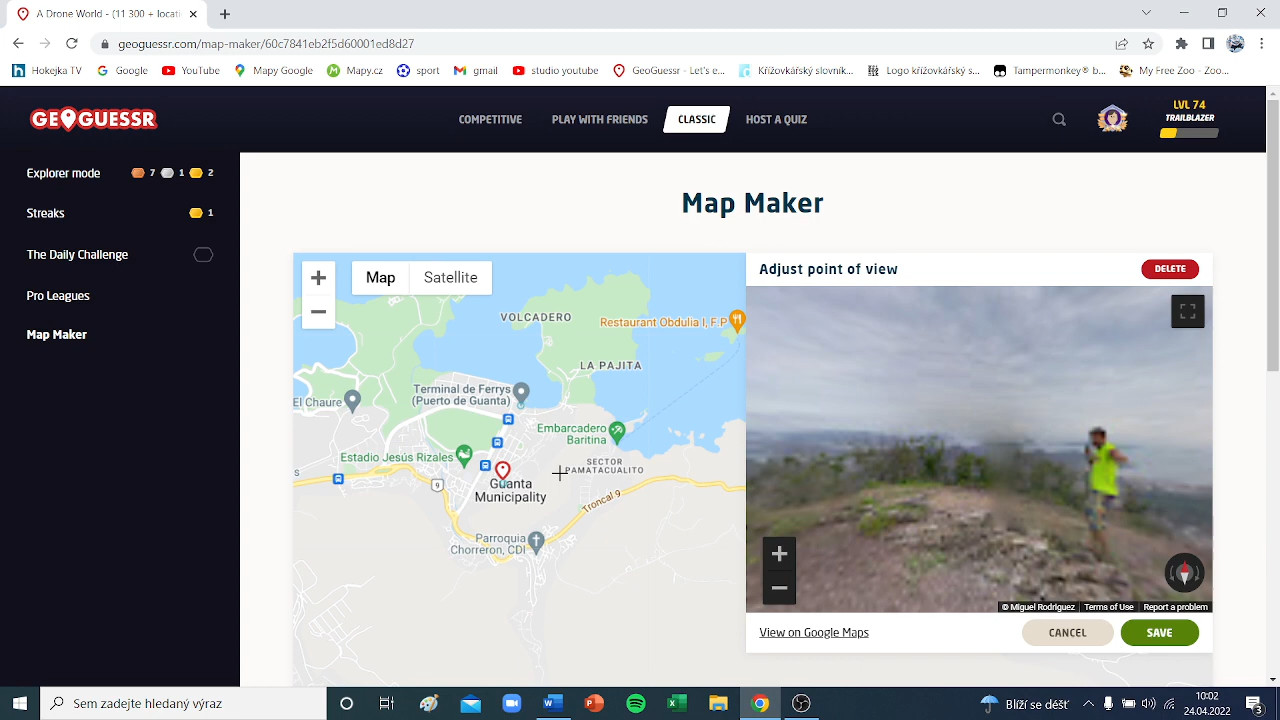 A Drone World - (11 300 + locati
geoguessr.com/map-maker/60c7841eb2f5d60001ed8d27
Hokejka TV
Google
YouTube
Mapy Google
Mapy.cz
sport
gmail
studio youtube
GeoGuessr - Let's e...
Křížovkářský slovník...
Logo křížovkářský s...
Tampermonkey® b...
My Free Zoo - Zoo...
GEOGUESSR
COMPETITIVE
PLAY WITH FRIENDS
CLASSIC
HOST A QUIZ
LVL 74
TRAILBLAZER
Explorer mode
7
1
2
Streaks
1
The Daily Challenge
Pro Leagues
Map Maker
Map Maker
Map
Satellite
VOLCADERO
Restaurant Obdulia I, F.P
LA PAJITA
El Chaure
Terminal de Ferrys
(Puerto de Guanta)
Embarcadero
Baritina
Estadio Jesús Rizales
SECTOR
PAMATACUALITO
s
9
Guanta
Municipality
Troncal 9
Parroquia
Chorreron, CDI
Adjust point of view
DELETE
© Miguel Rodriguez
Terms of Use
Report a problem
View on Google Maps
CANCEL
SAVE
Sem zadejte hledaný výraz
Blíží se déšť
10:02
24.04.2022
3